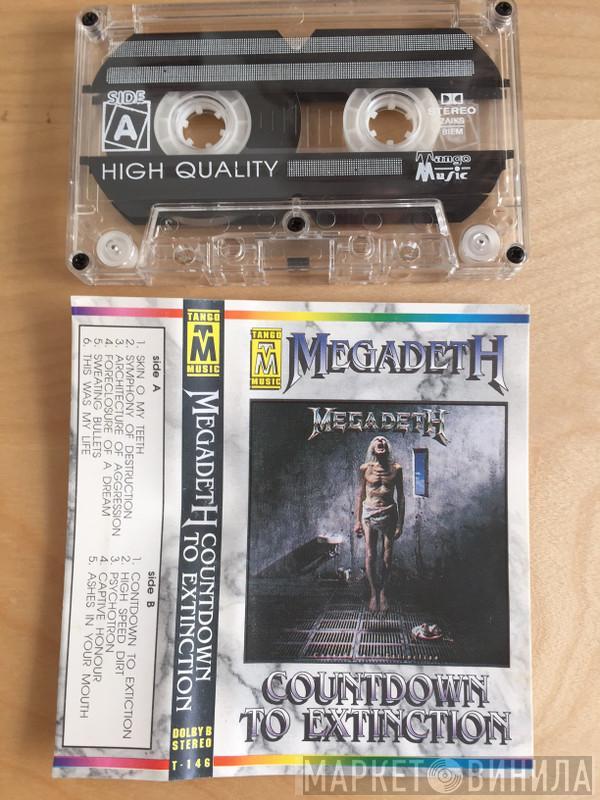 SIDE
A
STEREO
ZAIKS
BIEM
HIGH QUALITY
Tango
Music
side A
1. SKIN O MY TEETH
2. SYMPHONY OF DESTRUCTION
3. ARCHITECTURE OF AGGRESSION
4. FORECLOSURE OF A DREAM
5. SWEATING BULLETS
6. THIS WAS MY LIFE
side B
1. CONTDOWN TO EXTICTION
2. HIGH SPEED DIRT
3. PSYCHOTRON
4. CAPTIVE HONOUR
5. ASHES IN YOUR MOUTH
TANGO
TM
MUSIC
MEGADETH
COUNTDOWN
TO EXTINCTION
DOLBY B
STEREO
T-146
TANGO
TM
MUSIC
MEGADETH
MEGADETH
COUNTDOWN
TO EXTINCTION
МАРКЕТ ВИНИЛА